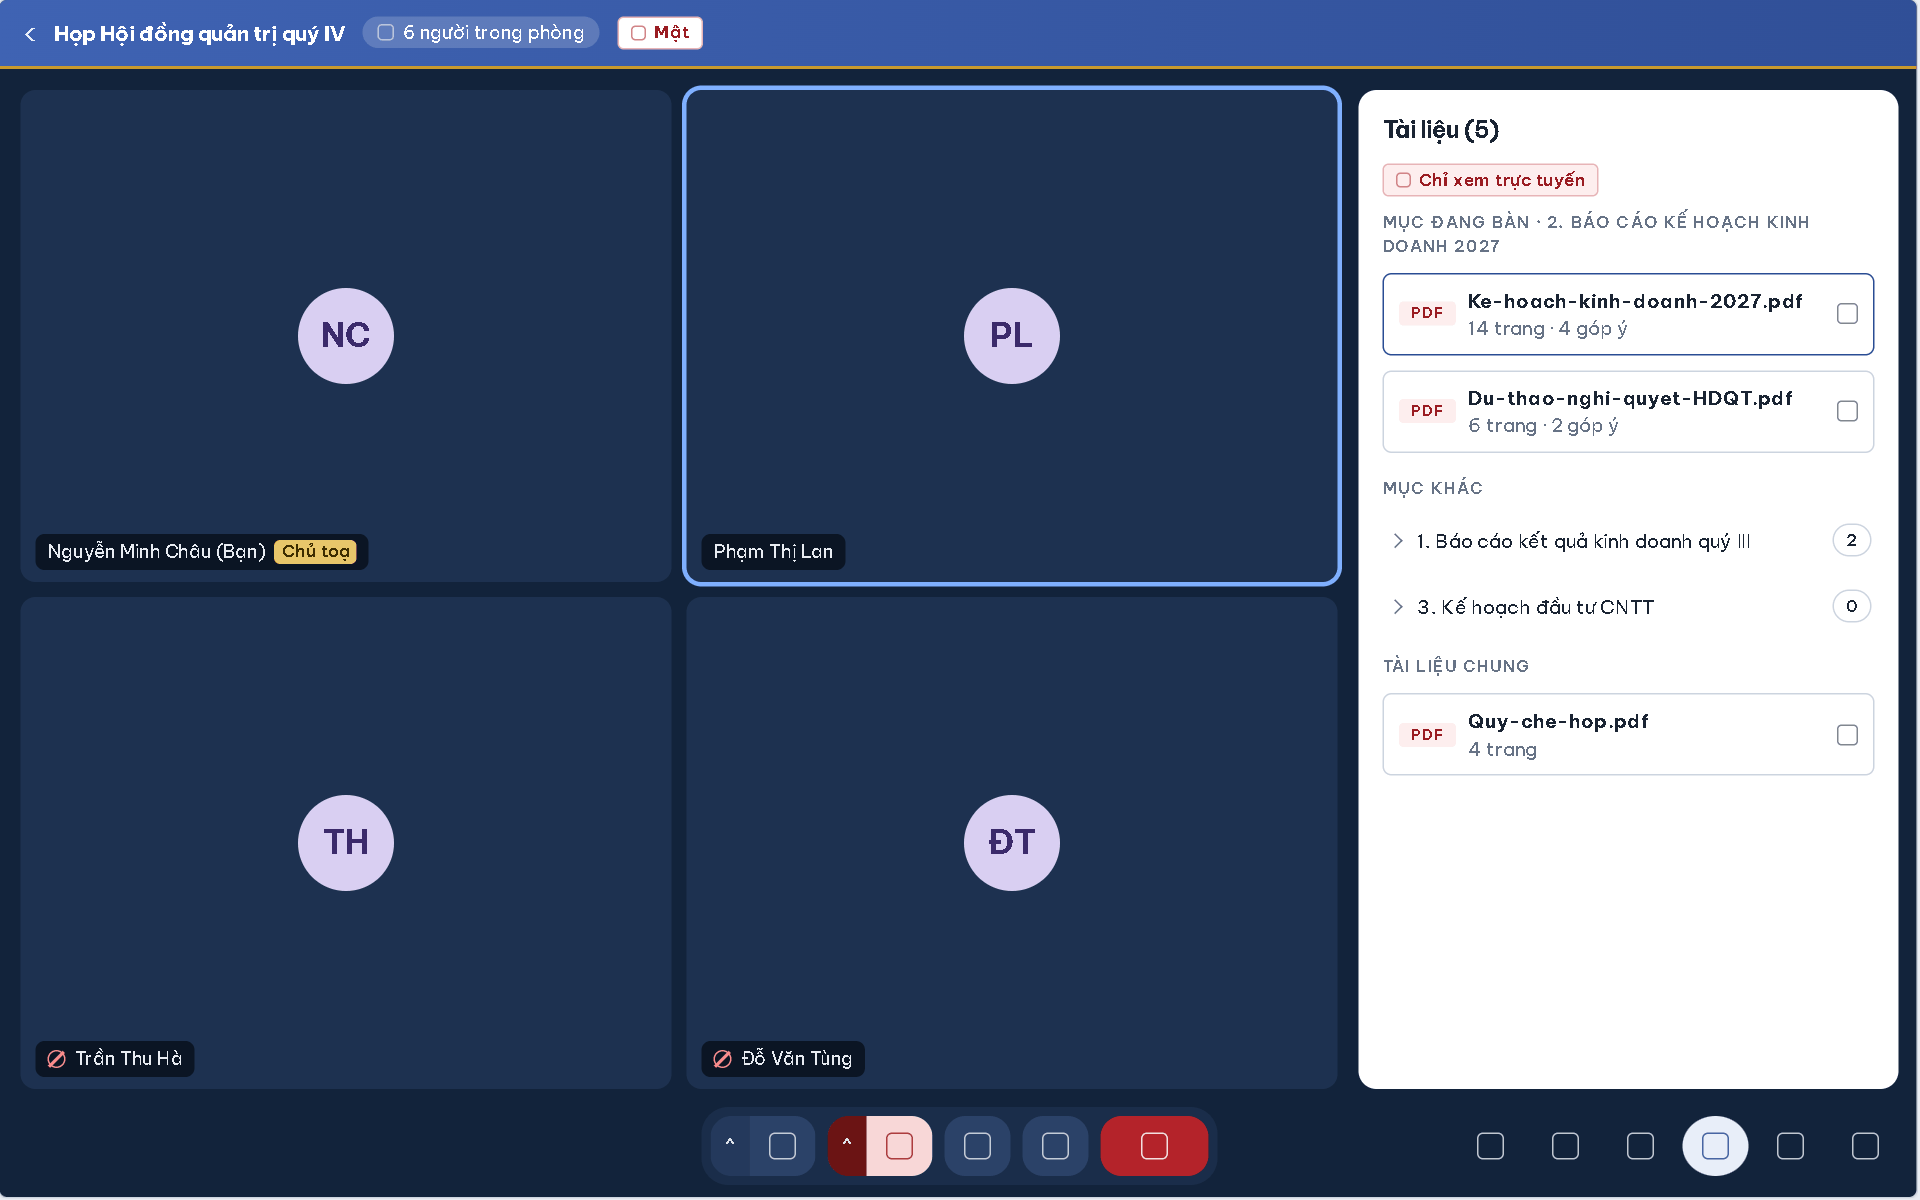 Họp Hội đồng quản trị quý IV
6 người trong phòng
Mật
NC
Nguyễn Minh Châu (Bạn) Chủ toạ
PL
Phạm Thị Lan
TH
Trần Thu Hà
ĐT
Đỗ Văn Tùng
Tài liệu (5)
Chỉ xem trực tuyến
MỤC ĐANG BÀN · 2. BÁO CÁO KẾ HOẠCH KINH
DOANH 2027
PDF
Ke-hoach-kinh-doanh-2027.pdf
14 trang · 4 góp ý
PDF
Du-thao-nghi-quyet-HDQT.pdf
6 trang · 2 góp ý
MỤC KHÁC
1. Báo cáo kết quả kinh doanh quý III
2
3. Kế hoạch đầu tư CNTT
0
TÀI LIỆU CHUNG
PDF
Quy-che-hop.pdf
4 trang